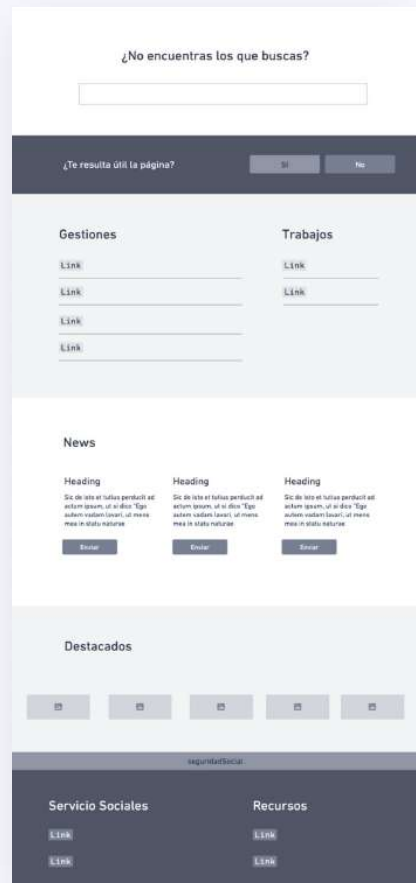 ¿No encuentras los que buscas?
¿Te resulta útil la página?
Sí
No
Gestiones
Trabajos
Link
Link
Link
Link
Link
Link
News
Heading
Heading
Heading
Sic de isto et tutius perducit ad
actum ipsum, ut si dico "Ego
autem vadam lavari, ut mens
mea in statu naturae
Sic de isto et tutius perducit ad
actum ipsum, ut si dico "Ego
autem vadam lavari, ut mens
mea in statu naturae
Sic de isto et tutius perducit ad
actum ipsum, ut si dico "Ego
autem vadam lavari, ut mens
mea in statu naturae
Enviar
Enviar
Enviar
Destacados
seguridadSocial
Servicio Sociales
Recursos
Link
Link
Link
Link